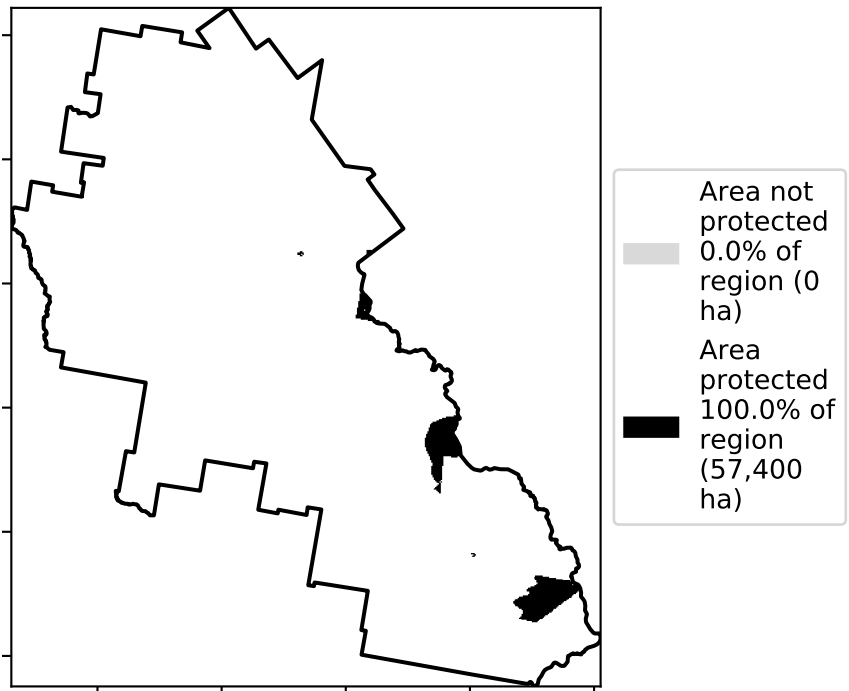 Area not
protected
0.0% of
region (0
ha)
Area
protected
100.0% of
region
(57,400
ha)